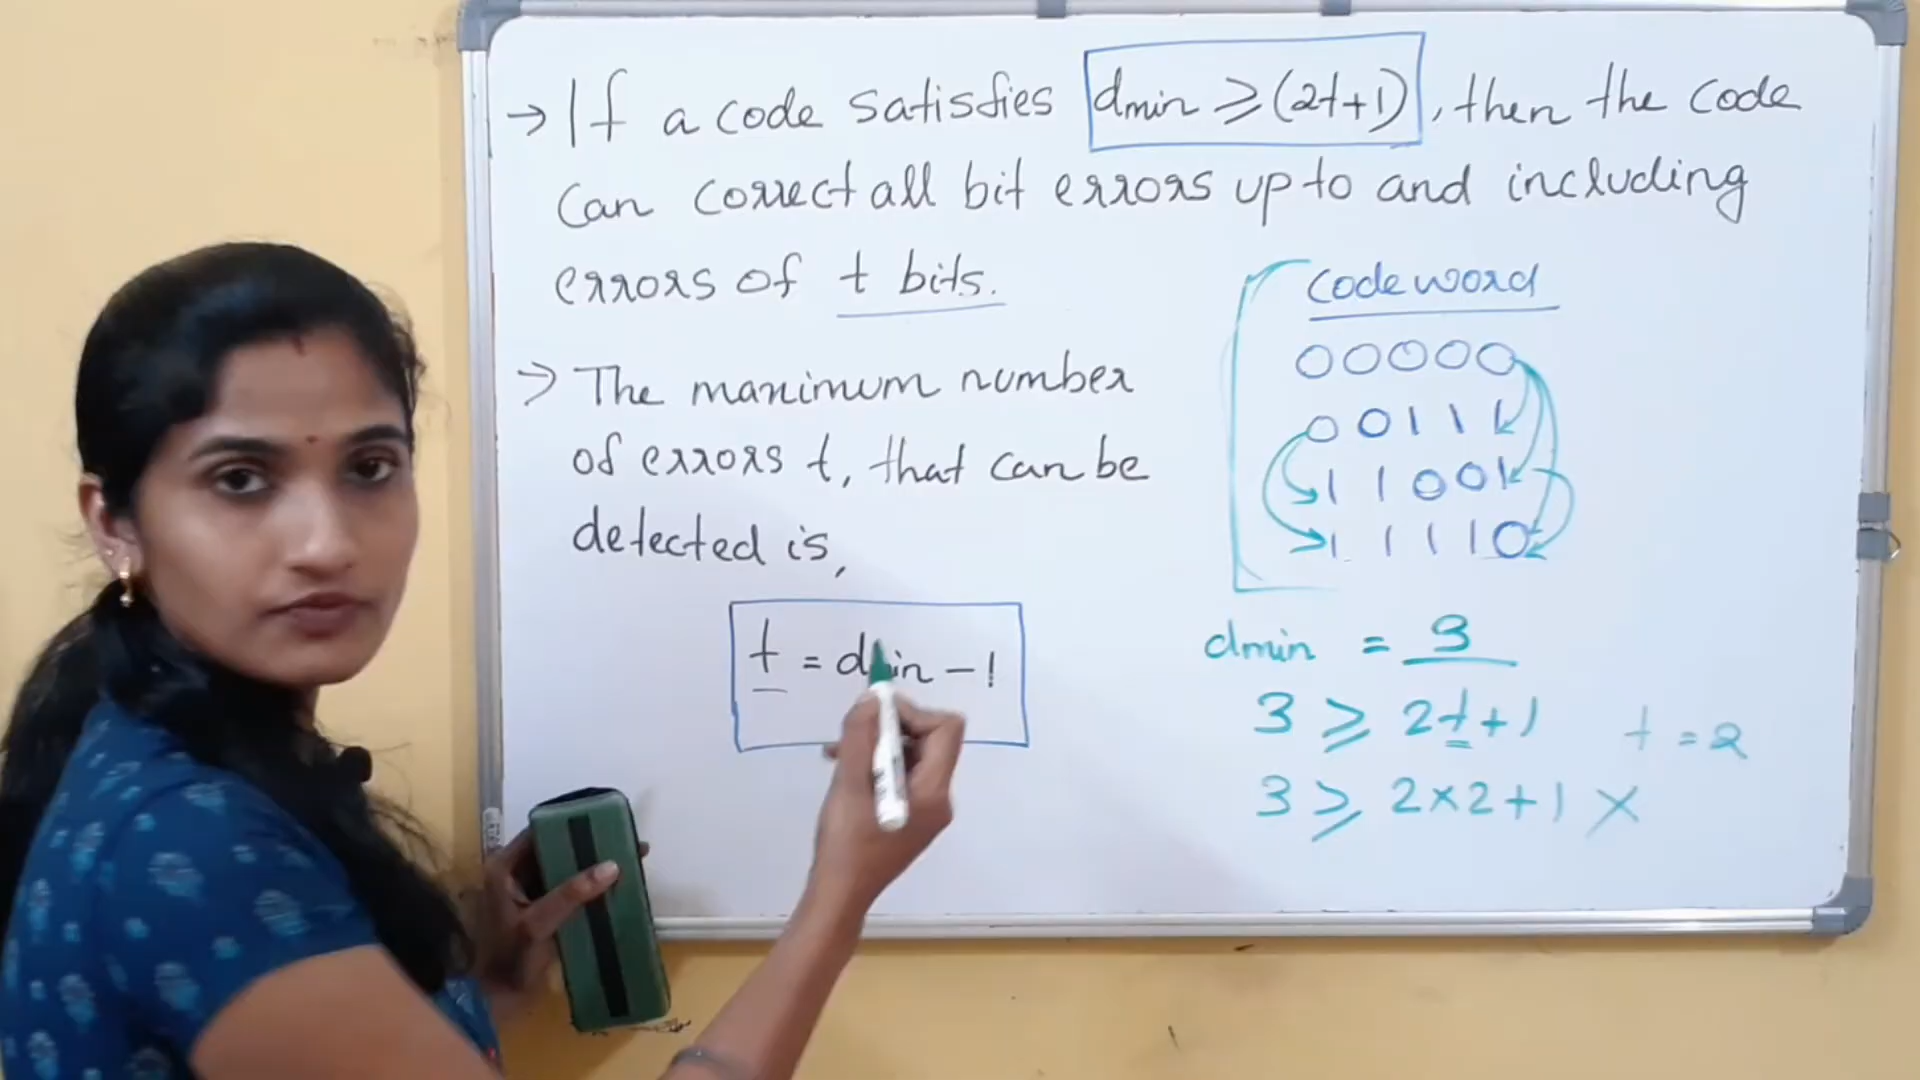 → If a code satisfies dmin ⩾ (2t+1), then the code
can correct all bit errors up to and including
errors of t bits.
→ The maximum number
of errors t, that can be
detected is,
t = dmin - 1
codeword
00000
00111
11001
11110
dmin = 3
3 ⩾ 2t+1 t = 2
3 ⩾ 2×2+1 ×